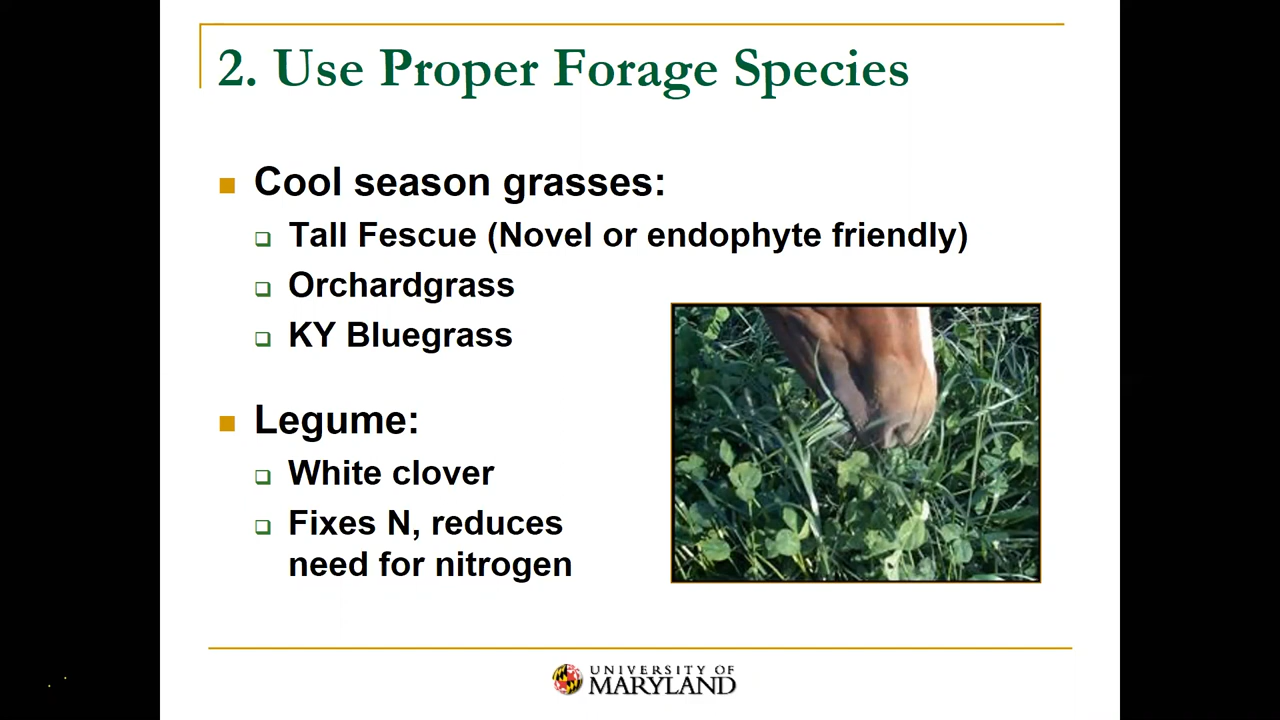 2. Use Proper Forage Species
Cool season grasses:
Tall Fescue (Novel or endophyte friendly)
Orchardgrass
KY Bluegrass
Legume:
White clover
Fixes N, reduces
need for nitrogen
UNIVERSITY OF
MARYLAND